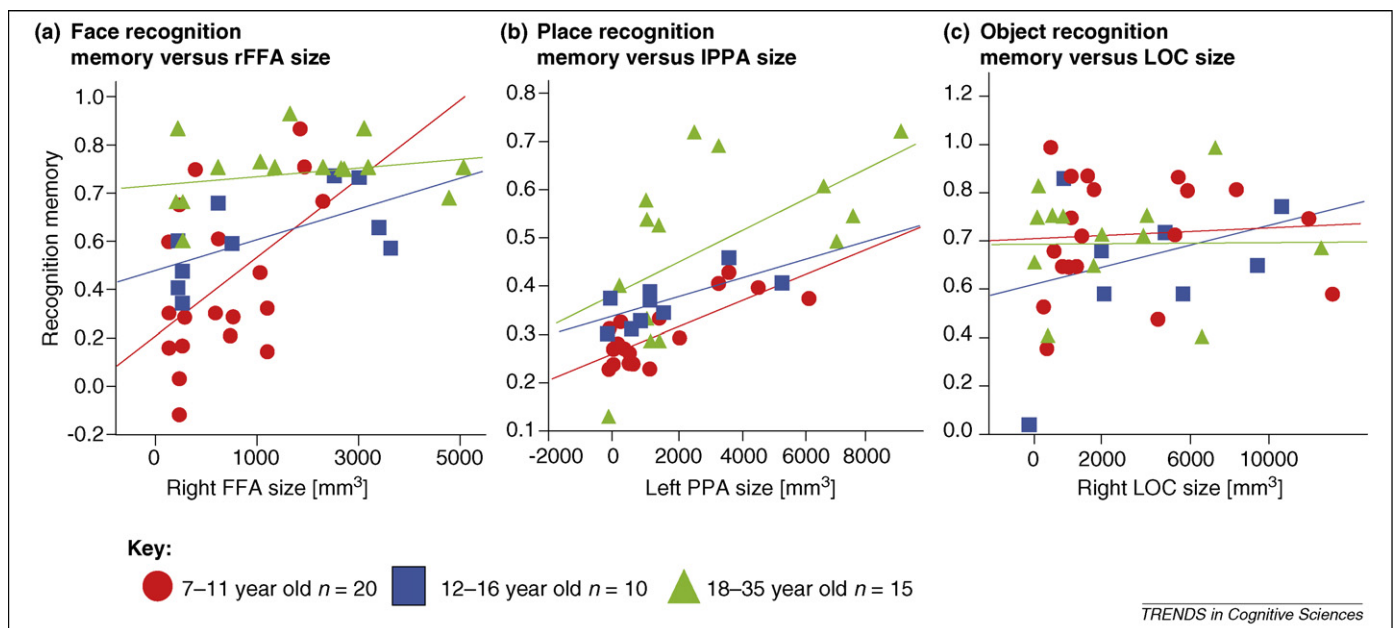 (a) Face recognition
memory versus rFFA size
(b) Place recognition
memory versus lPPA size
(c) Object recognition
memory versus LOC size
Recognition memory
1.0
0.8
0.7
0.6
0.4
0.2
0.0
-0.2
0
1000
3000
5000
Right FFA size [mm³]
0.8
0.7
0.6
0.5
0.4
0.3
0.2
0.1
-2000
0
2000
4000
6000
8000
Left PPA size [mm³]
1.2
1.0
0.8
0.7
0.6
0.4
0.2
0.0
0
2000
6000
10000
Right LOC size [mm³]
Key:
7–11 year old n = 20
12–16 year old n = 10
18–35 year old n = 15
TRENDS in Cognitive Sciences